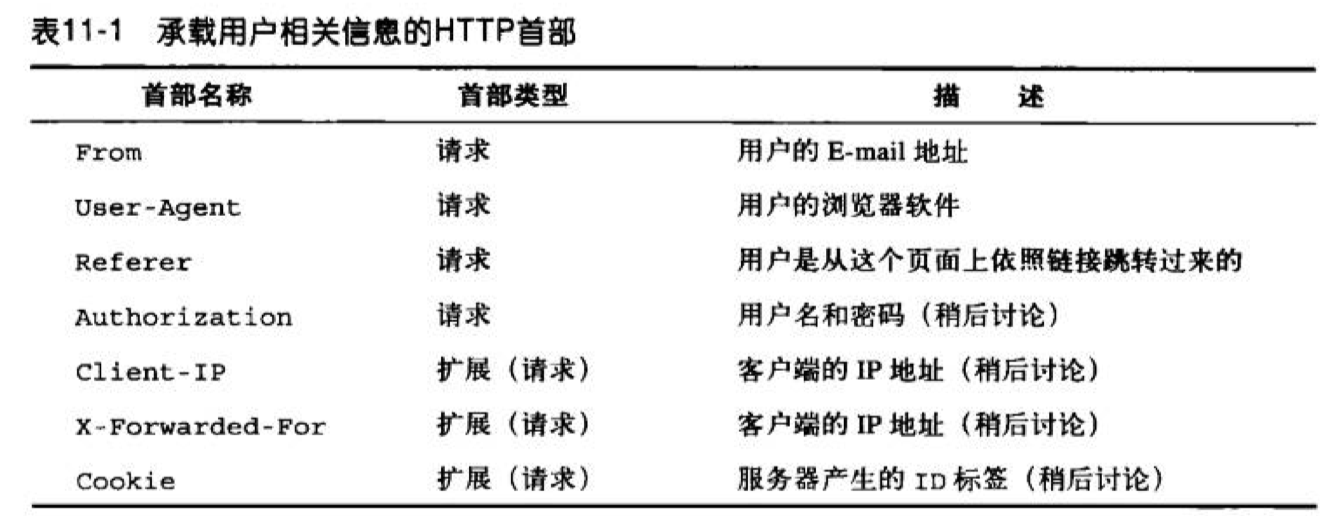 表11-1 承载用户相关信息的HTTP首部
首部名称 首部类型 描 述
From 请求 用户的 E-mail 地址
User-Agent 请求 用户的浏览器软件
Referer 请求 用户是从这个页面上依照链接跳转过来的
Authorization 请求 用户名和密码（稍后讨论）
Client-IP 扩展（请求） 客户端的 IP 地址（稍后讨论）
X-Forwarded-For 扩展（请求） 客户端的 IP 地址（稍后讨论）
Cookie 扩展（请求） 服务器产生的 ID 标签（稍后讨论）